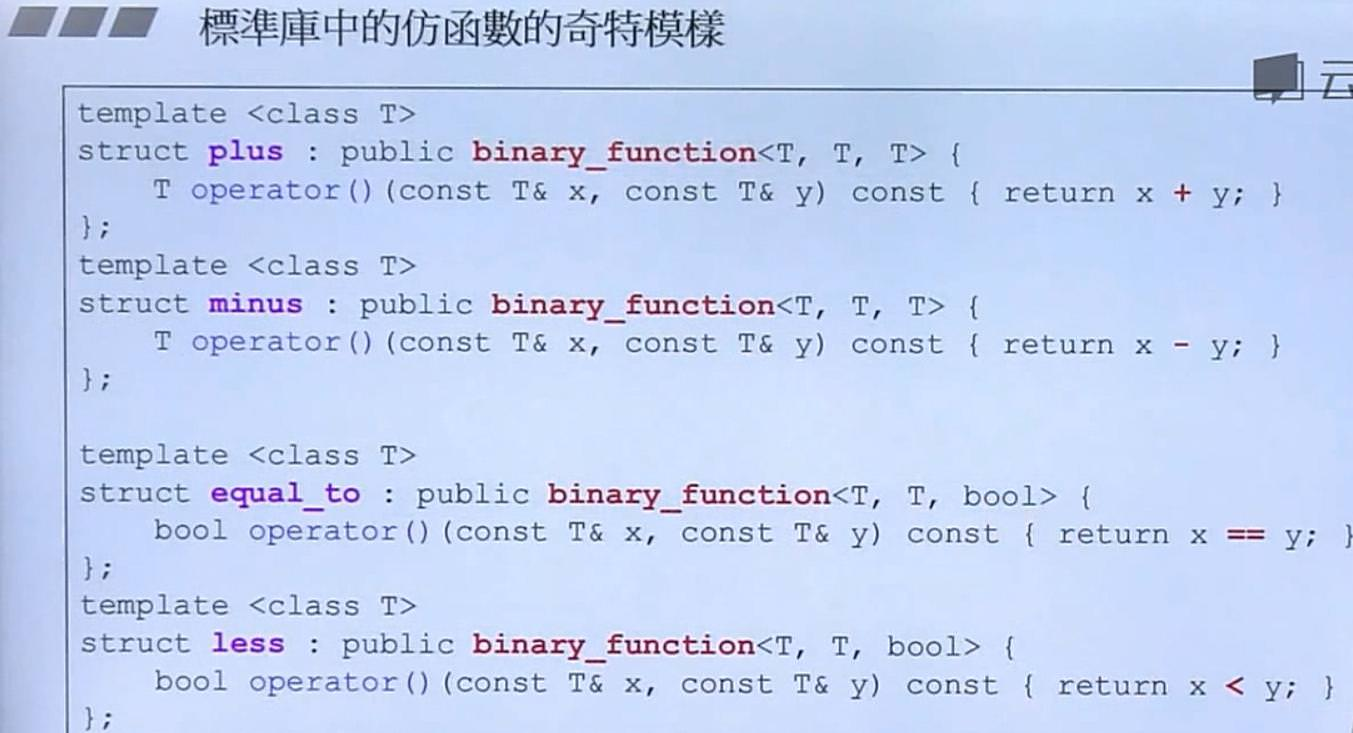 標準庫中的仿函數的奇特模樣
云
template <class T>
struct plus : public binary_function<T, T, T> {
    T operator()(const T& x, const T& y) const { return x + y; }
};
template <class T>
struct minus : public binary_function<T, T, T> {
    T operator()(const T& x, const T& y) const { return x - y; }
};
template <class T>
struct equal_to : public binary_function<T, T, bool> {
    bool operator()(const T& x, const T& y) const { return x == y; }
};
template <class T>
struct less : public binary_function<T, T, bool> {
    bool operator()(const T& x, const T& y) const { return x < y; }
};